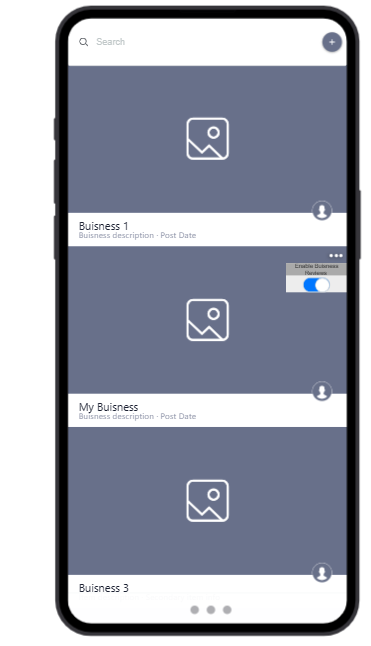 Search
+
Buisness 1
Buisness description · Post Date
Enable Buisness
Reviews
My Buisness
Buisness description · Post Date
Buisness 3